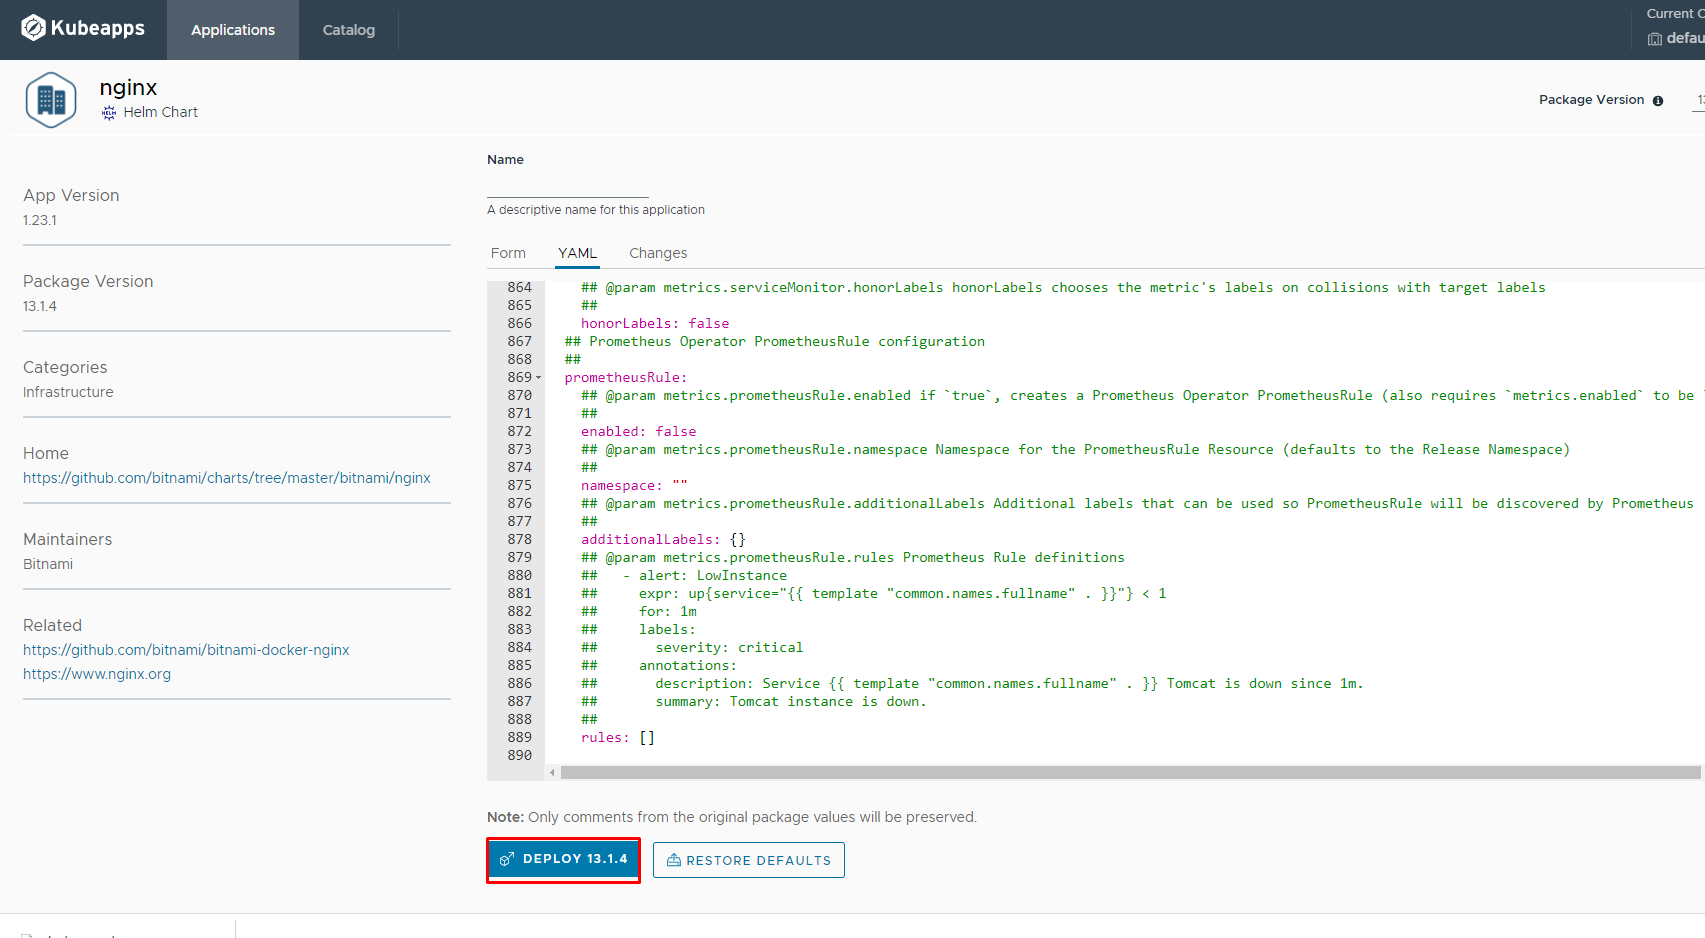 Kubeapps
Applications
Catalog
Current
nginx
HELM
Helm Chart
Package Version
Name
App Version
1.23.1
A descriptive name for this application
Form YAML Changes
Package Version
13.1.4
Categories
Infrastructure
Home
https://github.com/bitnami/charts/tree/master/bitnami/nginx
Maintainers
Bitnami
Related
https://github.com/bitnami/bitnami-docker-nginx
https://www.nginx.org
864 ## @param metrics.serviceMonitor.honorLabels honorLabels chooses the metric's labels on collisions with target labels
865 ##
866 honorLabels: false
867 ## Prometheus Operator PrometheusRule configuration
868 ##
869 prometheusRule:
870 ## @param metrics.prometheusRule.enabled if `true`, creates a Prometheus Operator PrometheusRule (also requires `metrics.enabled` to be `
871 ##
872 enabled: false
873 ## @param metrics.prometheusRule.namespace Namespace for the PrometheusRule Resource (defaults to the Release Namespace)
874 ##
875 namespace: ""
876 ## @param metrics.prometheusRule.additionalLabels Additional labels that can be used so PrometheusRule will be discovered by Prometheus
877 ##
878 additionalLabels: {}
879 ## @param metrics.prometheusRule.rules Prometheus Rule definitions
880 ## - alert: LowInstance
881 ## expr: up{service="{{ template "common.names.fullname" . }}"} < 1
882 ## for: 1m
883 ## labels:
884 ## severity: critical
885 ## annotations:
886 ## description: Service {{ template "common.names.fullname" . }} Tomcat is down since 1m.
887 ## summary: Tomcat instance is down.
888 ##
889 rules: []
890
Note: Only comments from the original package values will be preserved.
DEPLOY 13.1.4
RESTORE DEFAULTS